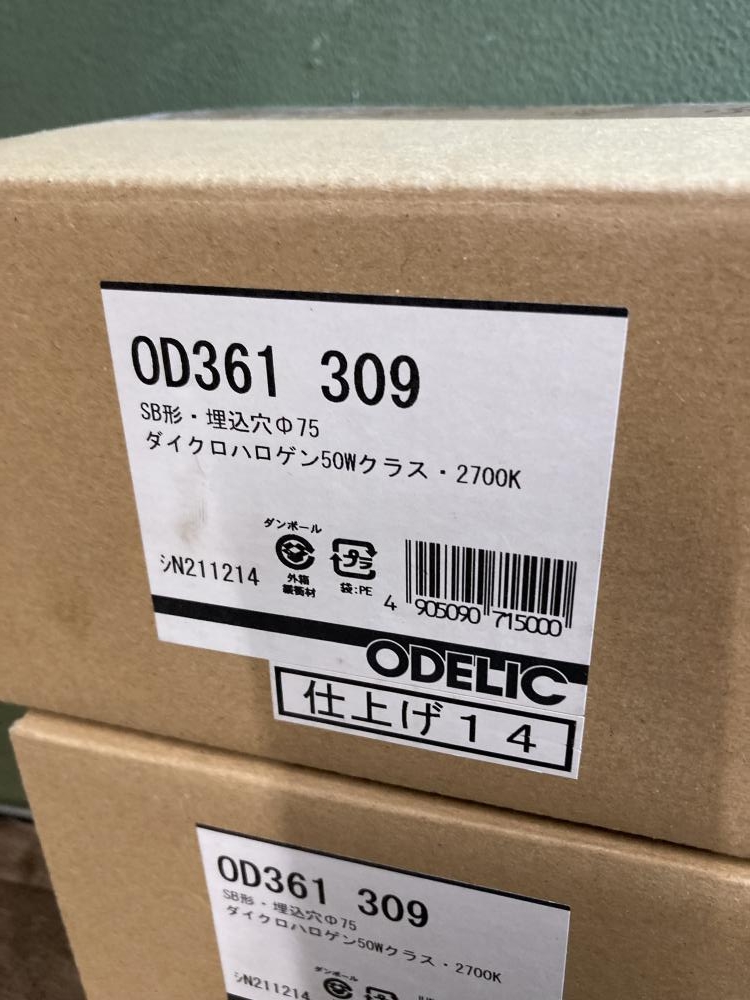 OD361 309
SB形・埋込穴Φ75
ダイクロハロゲン50Wクラス・2700K
ダンボール
外箱
緩衝材
プラ
袋:PE
ｼN211214
4 905090 715000
ODELIC
仕上げ14
OD361 309
SB形・埋込穴Φ75
ダイクロハロゲン50Wクラス・2700K
ダンボール
ｼN211214